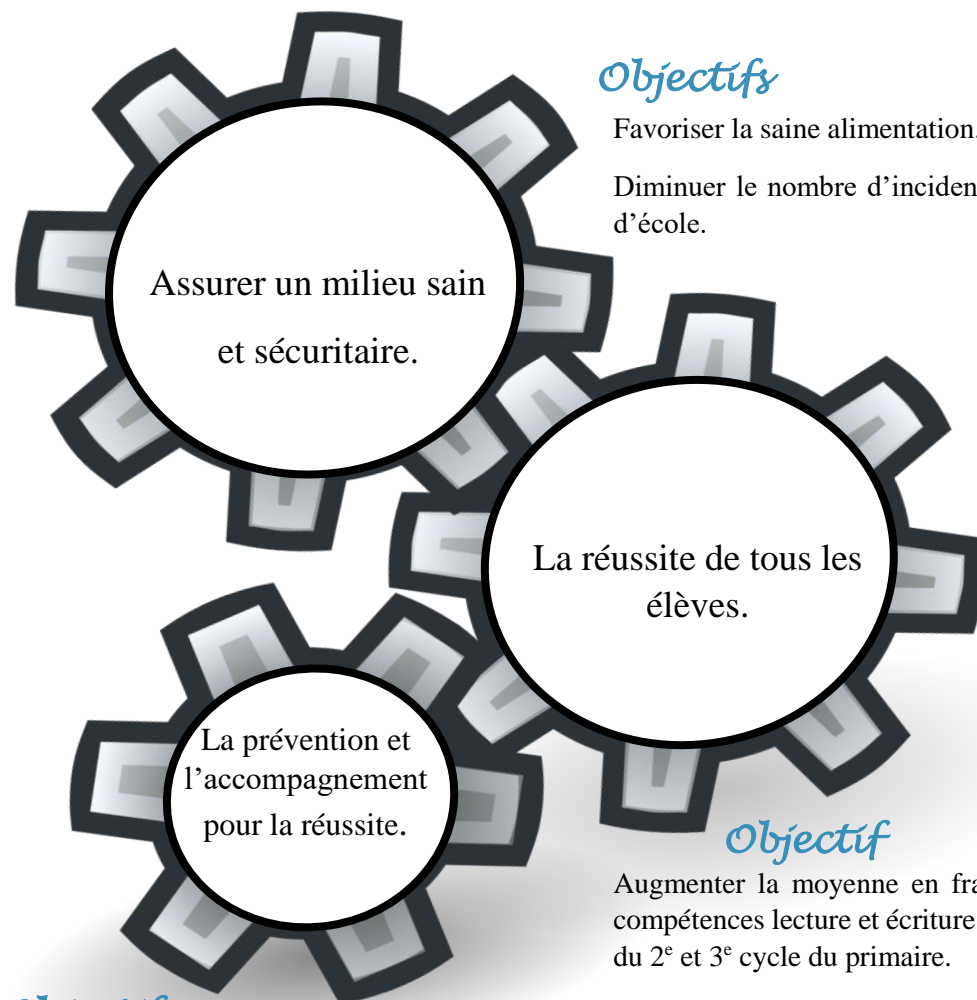 Objectifs
Favoriser la saine alimentation.
Diminuer le nombre
d’école.
Assurer un milieu sain
et sécuritaire.
La réussite de tous les
élèves.
La prévention et
l’accompagnement
pour la réussite.
Objectif
Augmenter la moyenne en
compétences lecture et écriture
du 2ᵉ et 3ᵉ cycle du primaire.